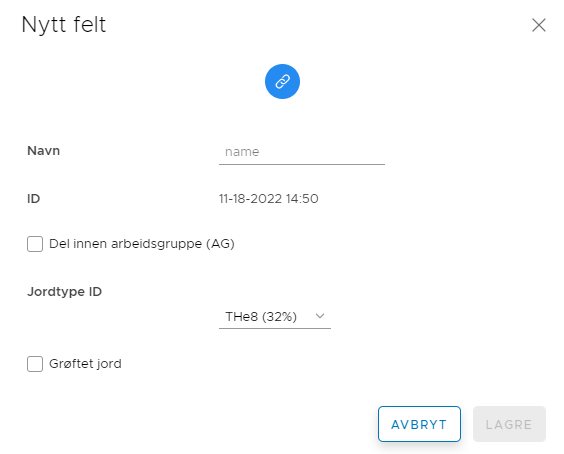 Nytt felt
Navn name
ID 11-18-2022 14:50
Del innen arbeidsgruppe (AG)
Jordtype ID
THe8 (32%)
Grøftet jord
AVBRYT LAGRE